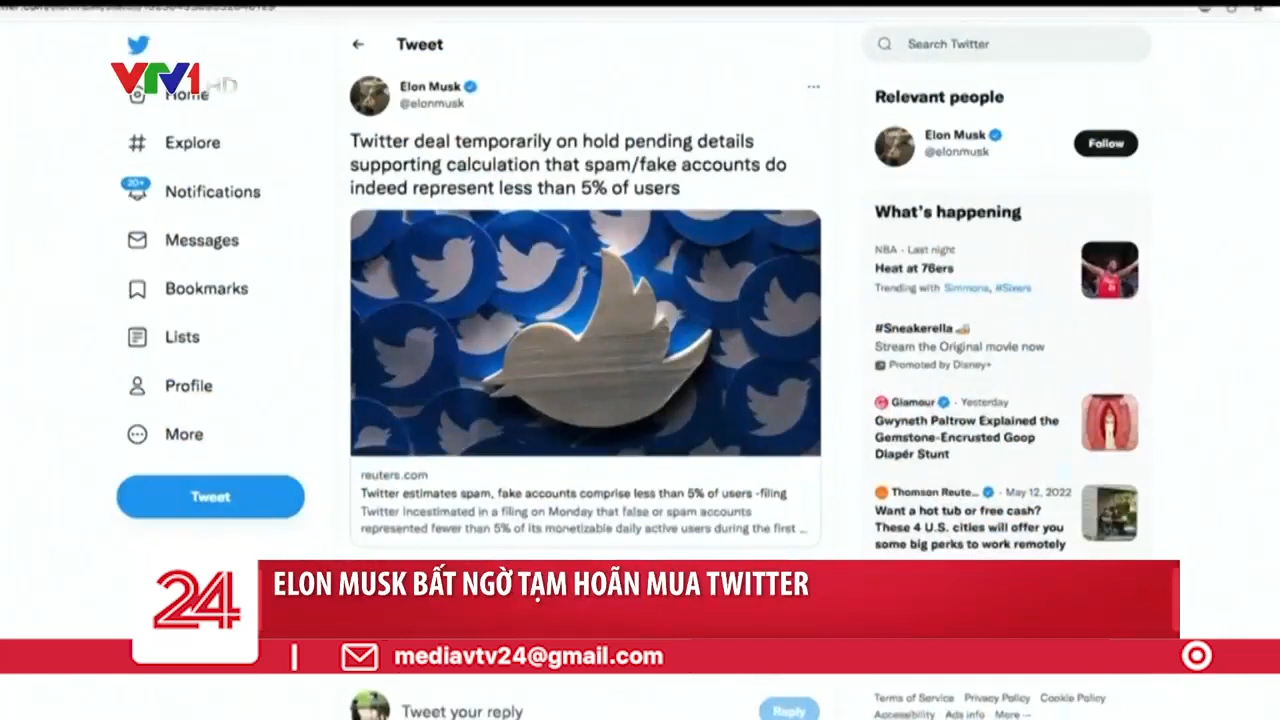 Tweet
Search Twitter
VTV1 HD
Home
Explore
20+
Notifications
Messages
Bookmarks
Lists
Profile
More
Tweet
Elon Musk
@elonmusk
Twitter deal temporarily on hold pending details
supporting calculation that spam/fake accounts do
indeed represent less than 5% of users
reuters.com
Twitter estimates spam, fake accounts comprise less than 5% of users -filing
Twitter Incestimated in a filing on Monday that false or spam accounts
represented fewer than 5% of its monetizable daily active users during the first ...
Relevant people
Elon Musk
@elonmusk
Follow
What's happening
NBA · Last night
Heat at 76ers
Trending with Simmons, #Sixers
#Sneakerella
Stream the Original movie now
Promoted by Disney+
Glamour · Yesterday
Gwyneth Paltrow Explained the
Gemstone-Encrusted Goop
Diapér Stunt
Thomson Reute... · May 12, 2022
Want a hot tub or free cash?
These 4 U.S. cities will offer you
some big perks to work remotely
24
ELON MUSK BẤT NGỜ TẠM HOÃN MUA TWITTER
mediavtv24@gmail.com
Tweet your reply
Reply
Terms of Service Privacy Policy Cookie Policy
Accessibility Ads info More ...